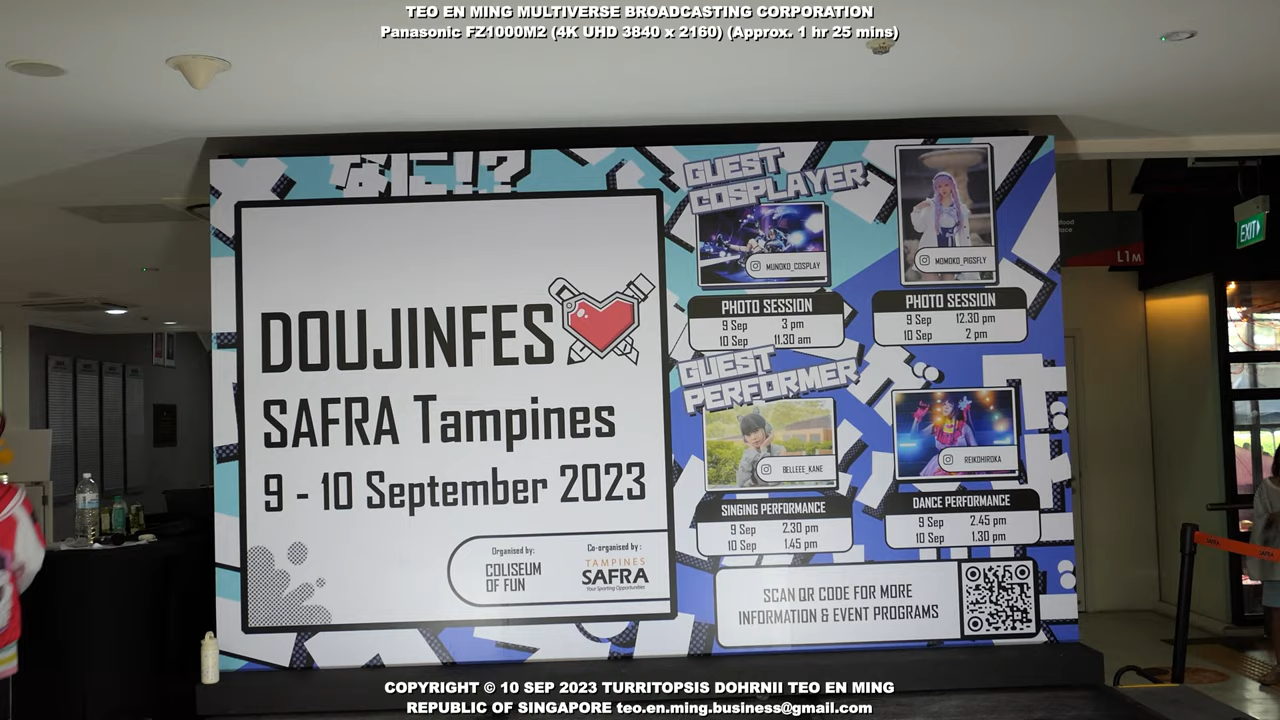 TEO EN MING MULTIVERSE BROADCASTING CORPORATION
Panasonic FZ1000M2 (4K UHD 3840 x 2160) (Approx. 1 hr 25 mins)
なに!?
DOUJINFES
SAFRA Tampines
9 - 10 September 2023
Organised by:
COLISEUM
OF FUN
Co-organised by :
TAMPINES
SAFRA
Your Sporting Opportunities
GUEST
COSPLAYER
MUNOKO_COSPLAY
PHOTO SESSION
9 Sep 3 pm
10 Sep 11.30 am
MOMOKO_PIGSFLY
PHOTO SESSION
9 Sep 12.30 pm
10 Sep 2 pm
GUEST
PERFORMER
BELLEEE_KANE
SINGING PERFORMANCE
9 Sep 2.30 pm
10 Sep 1.45 pm
REIKOHIROKA
DANCE PERFORMANCE
9 Sep 2.45 pm
10 Sep 1.30 pm
SCAN QR CODE FOR MORE
INFORMATION & EVENT PROGRAMS
L1M
EXIT
SAFRA
COPYRIGHT © 10 SEP 2023 TURRITOPSIS DOHRNII TEO EN MING
REPUBLIC OF SINGAPORE teo.en.ming.business@gmail.com